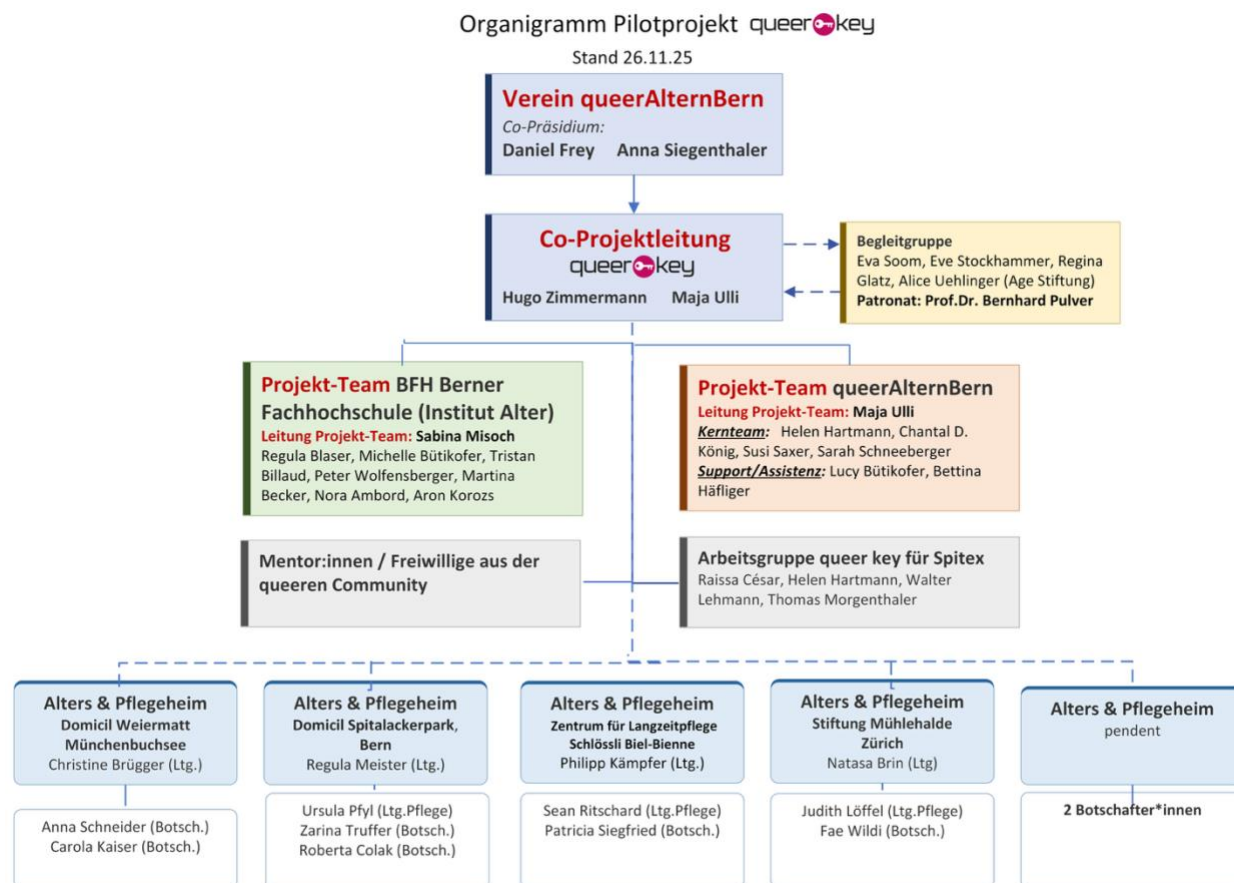 Organigramm Pilotprojekt queer key
Stand 26.11.25
Verein queerAlternBern
Co-Präsidium:
Daniel Frey Anna Siegenthaler
Co-Projektleitung
queer key
Hugo Zimmermann Maja Ulli
Begleitgruppe
Eva Soom, Eve Stockhammer, Regina
Glatz, Alice Uehlinger (Age Stiftung)
Patronat: Prof.Dr. Bernhard Pulver
Projekt-Team BFH Berner
Fachhochschule (Institut Alter)
Leitung Projekt-Team: Sabina Misoch
Regula Blaser, Michelle Bütikofer, Tristan
Billaud, Peter Wolfensberger, Martina
Becker, Nora Ambord, Aron Korozs
Projekt-Team queerAlternBern
Leitung Projekt-Team: Maja Ulli
Kernteam: Helen Hartmann, Chantal D.
König, Susi Saxer, Sarah Schneeberger
Support/Assistenz: Lucy Bütikofer, Bettina
Häfliger
Mentor:innen / Freiwillige aus der
queeren Community
Arbeitsgruppe queer key für Spitex
Raissa César, Helen Hartmann, Walter
Lehmann, Thomas Morgenthaler
Alters & Pflegeheim
Domicil Weiermatt
Münchenbuchsee
Christine Brügger (Ltg.)
Anna Schneider (Botsch.)
Carola Kaiser (Botsch.)
Alters & Pflegeheim
Domicil Spitalackerpark,
Bern
Regula Meister (Ltg.)
Ursula Pfyl (Ltg.Pflege)
Zarina Truffer (Botsch.)
Roberta Colak (Botsch.)
Alters & Pflegeheim
Zentrum für Langzeitpflege
Schlössli Biel-Bienne
Philipp Kämpfer (Ltg.)
Sean Ritschard (Ltg.Pflege)
Patricia Siegfried (Botsch.)
Alters & Pflegeheim
Stiftung Mühlehalde
Zürich
Natasa Brin (Ltg)
Judith Löffel (Ltg.Pflege)
Fae Wildi (Botsch.)
Alters & Pflegeheim
pendent
2 Botschafter*innen